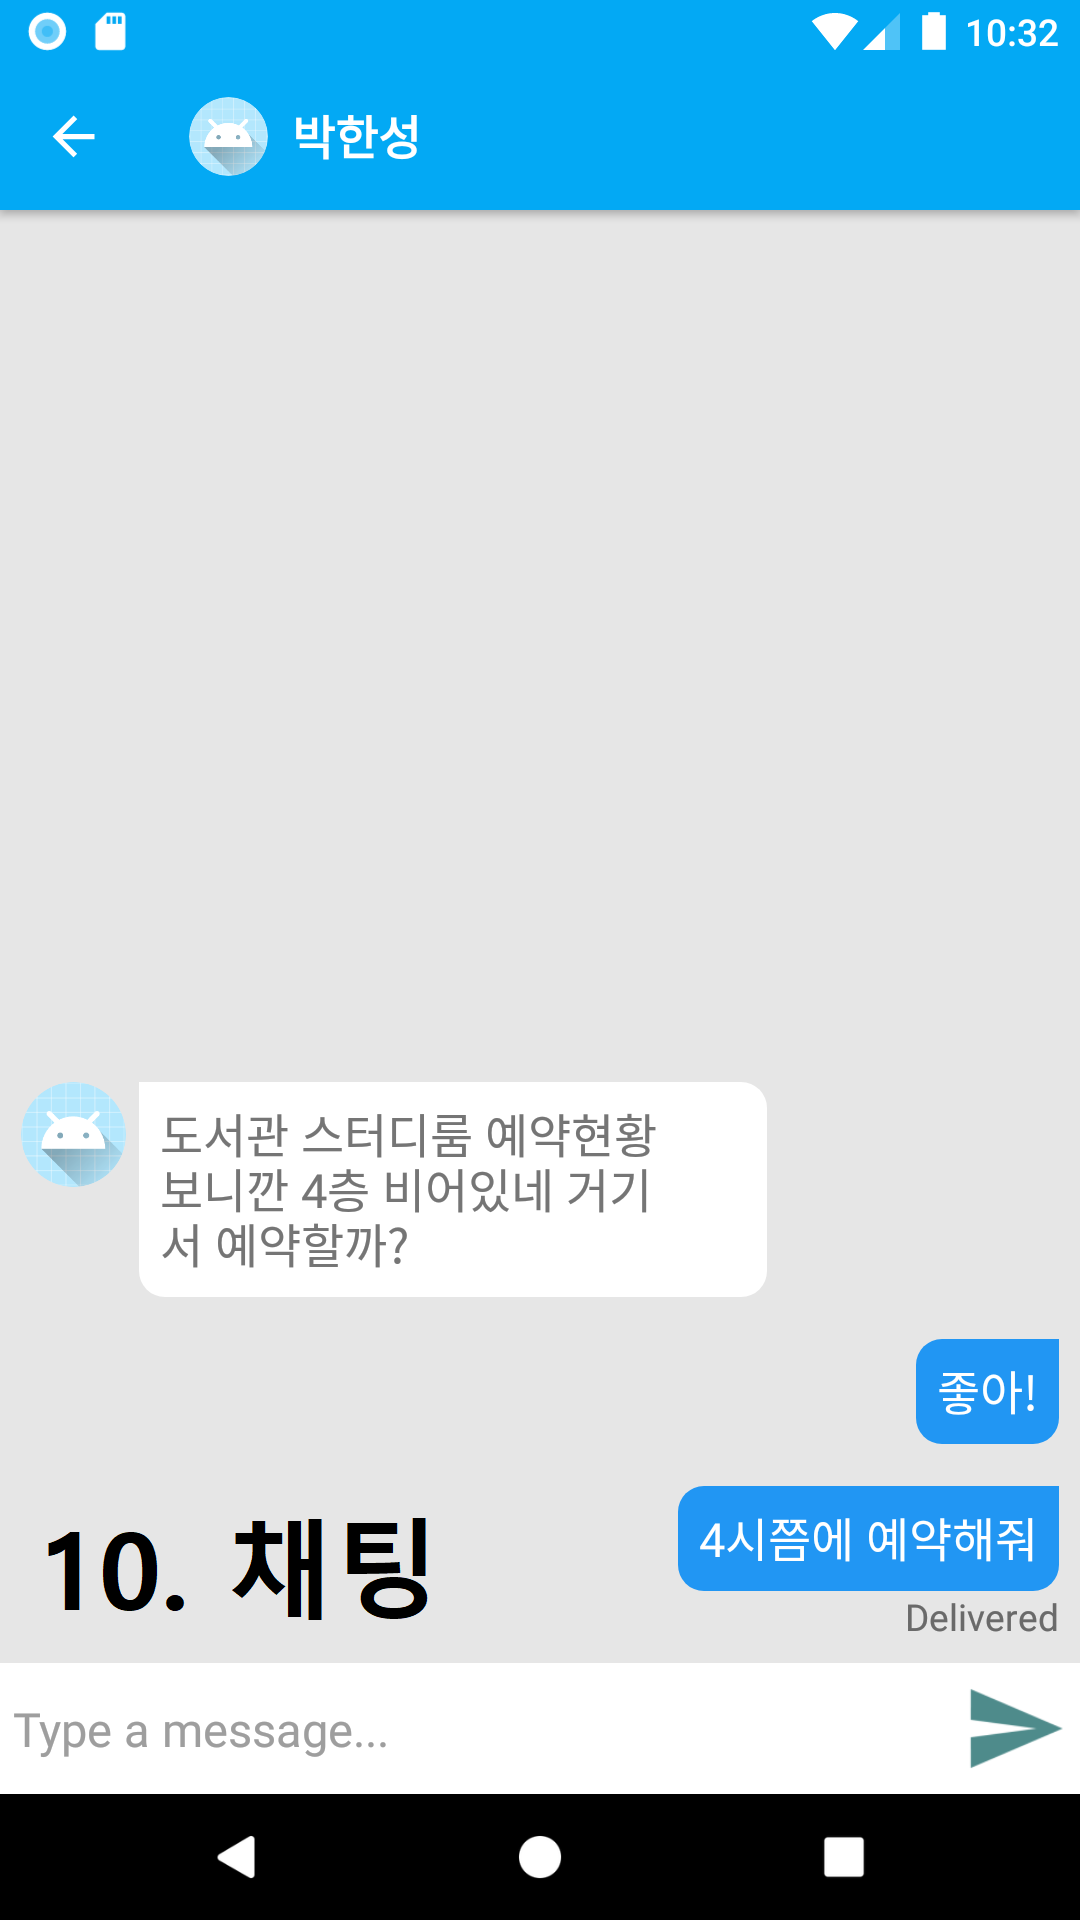 10:32
박한성
도서관 스터디룸 예약현황
보니깐 4층 비어있네 거기
서 예약할까?
좋아!
4시쯤에 예약해줘
10. 채팅
Delivered
Type a message...